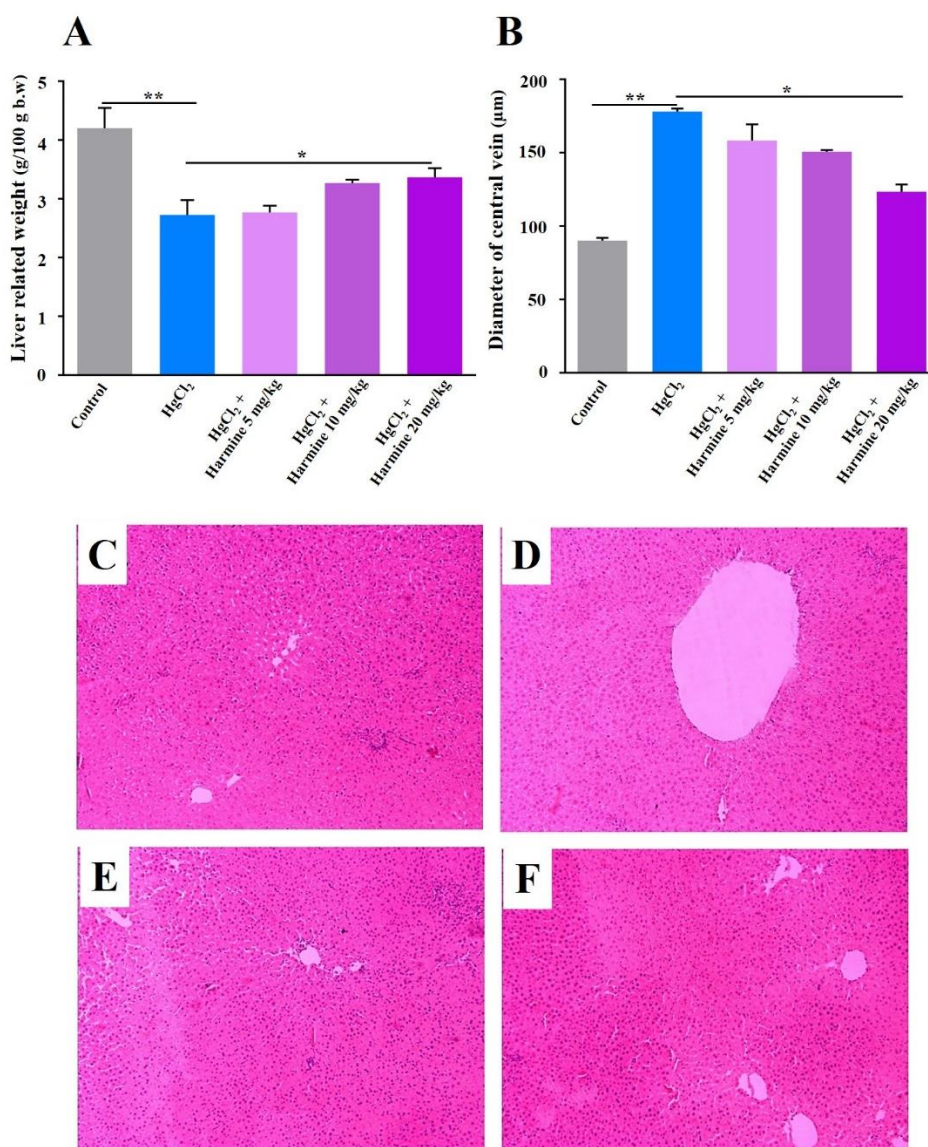 A
Liver related weight (g/100 g b.w)
5
4
3
2
1
0
**
*
Control
HgCl₂
HgCl₂ +
Harmine 5 mg/kg
HgCl₂ +
Harmine 10 mg/kg
HgCl₂ +
Harmine 20 mg/kg
B
Diameter of central vein (µm)
200
150
100
50
0
**
*
Control
HgCl₂
HgCl₂ +
Harmine 5 mg/kg
HgCl₂ +
Harmine 10 mg/kg
HgCl₂ +
Harmine 20 mg/kg
C
D
E
F